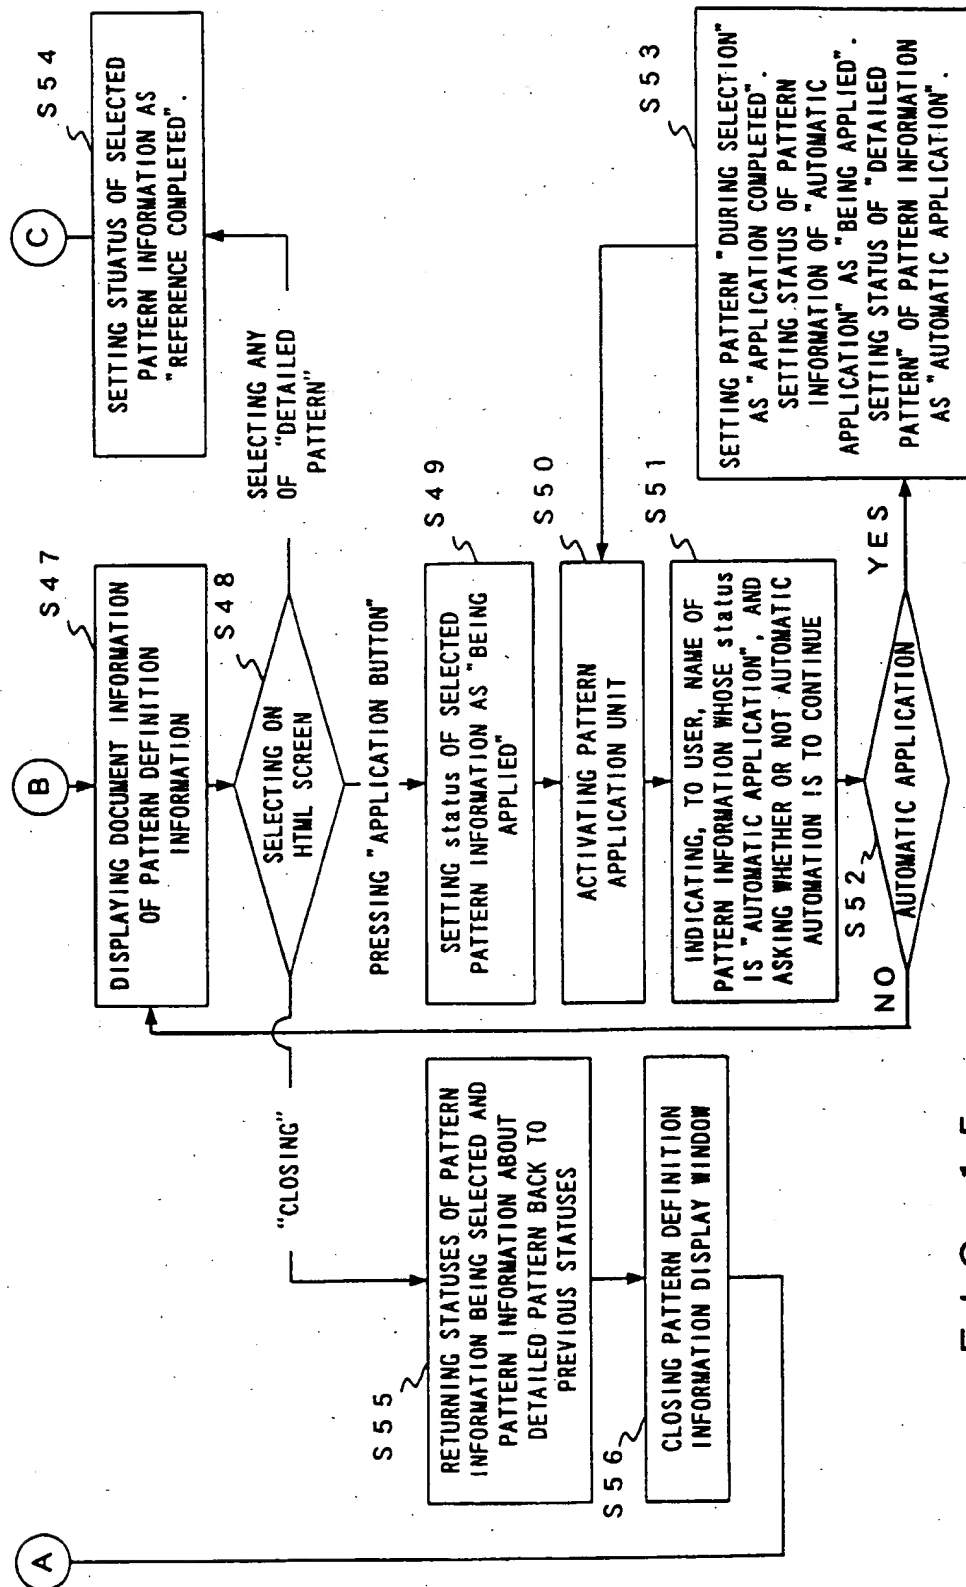 A
B
C
S47
DISPLAYING DOCUMENT INFORMATION
OF PATTERN DEFINITION
INFORMATION
S48
SELECTING ON
HTML SCREEN
"CLOSING"
SELECTING ANY
OF "DETAILED
PATTERN"
S54
SETTING STUATUS OF SELECTED
PATTERN INFORMATION AS
"REFERENCE COMPLETED".
PRESSING "APPLICATION BUTTON"
S49
SETTING status OF SELECTED
PATTERN INFORMATION AS "BEING
APPLIED"
S50
ACTIVATING PATTERN
APPLICATION UNIT
S51
INDICATING, TO USER, NAME OF
PATTERN INFORMATION WHOSE status
IS "AUTOMATIC APPLICATION", AND
ASKING WHETHER OR NOT AUTOMATIC
AUTOMATION IS TO CONTINUE
S52
AUTOMATIC APPLICATION
NO
YES
S53
SETTING PATTERN "DURING SELECTION"
AS "APPLICATION COMPLETED".
SETTING STATUS OF PATTERN
INFORMATION OF "AUTOMATIC
APPLICATION" AS "BEING APPLIED".
SETTING STATUS OF "DETAILED
PATTERN" OF PATTERN INFORMATION
AS "AUTOMATIC APPLICATION".
S55
RETURNING STATUSES OF PATTERN
INFORMATION BEING SELECTED AND
PATTERN INFORMATION ABOUT
DETAILED PATTERN BACK TO
PREVIOUS STATUSES
S56
CLOSING PATTERN DEFINITION
INFORMATION DISPLAY WINDOW